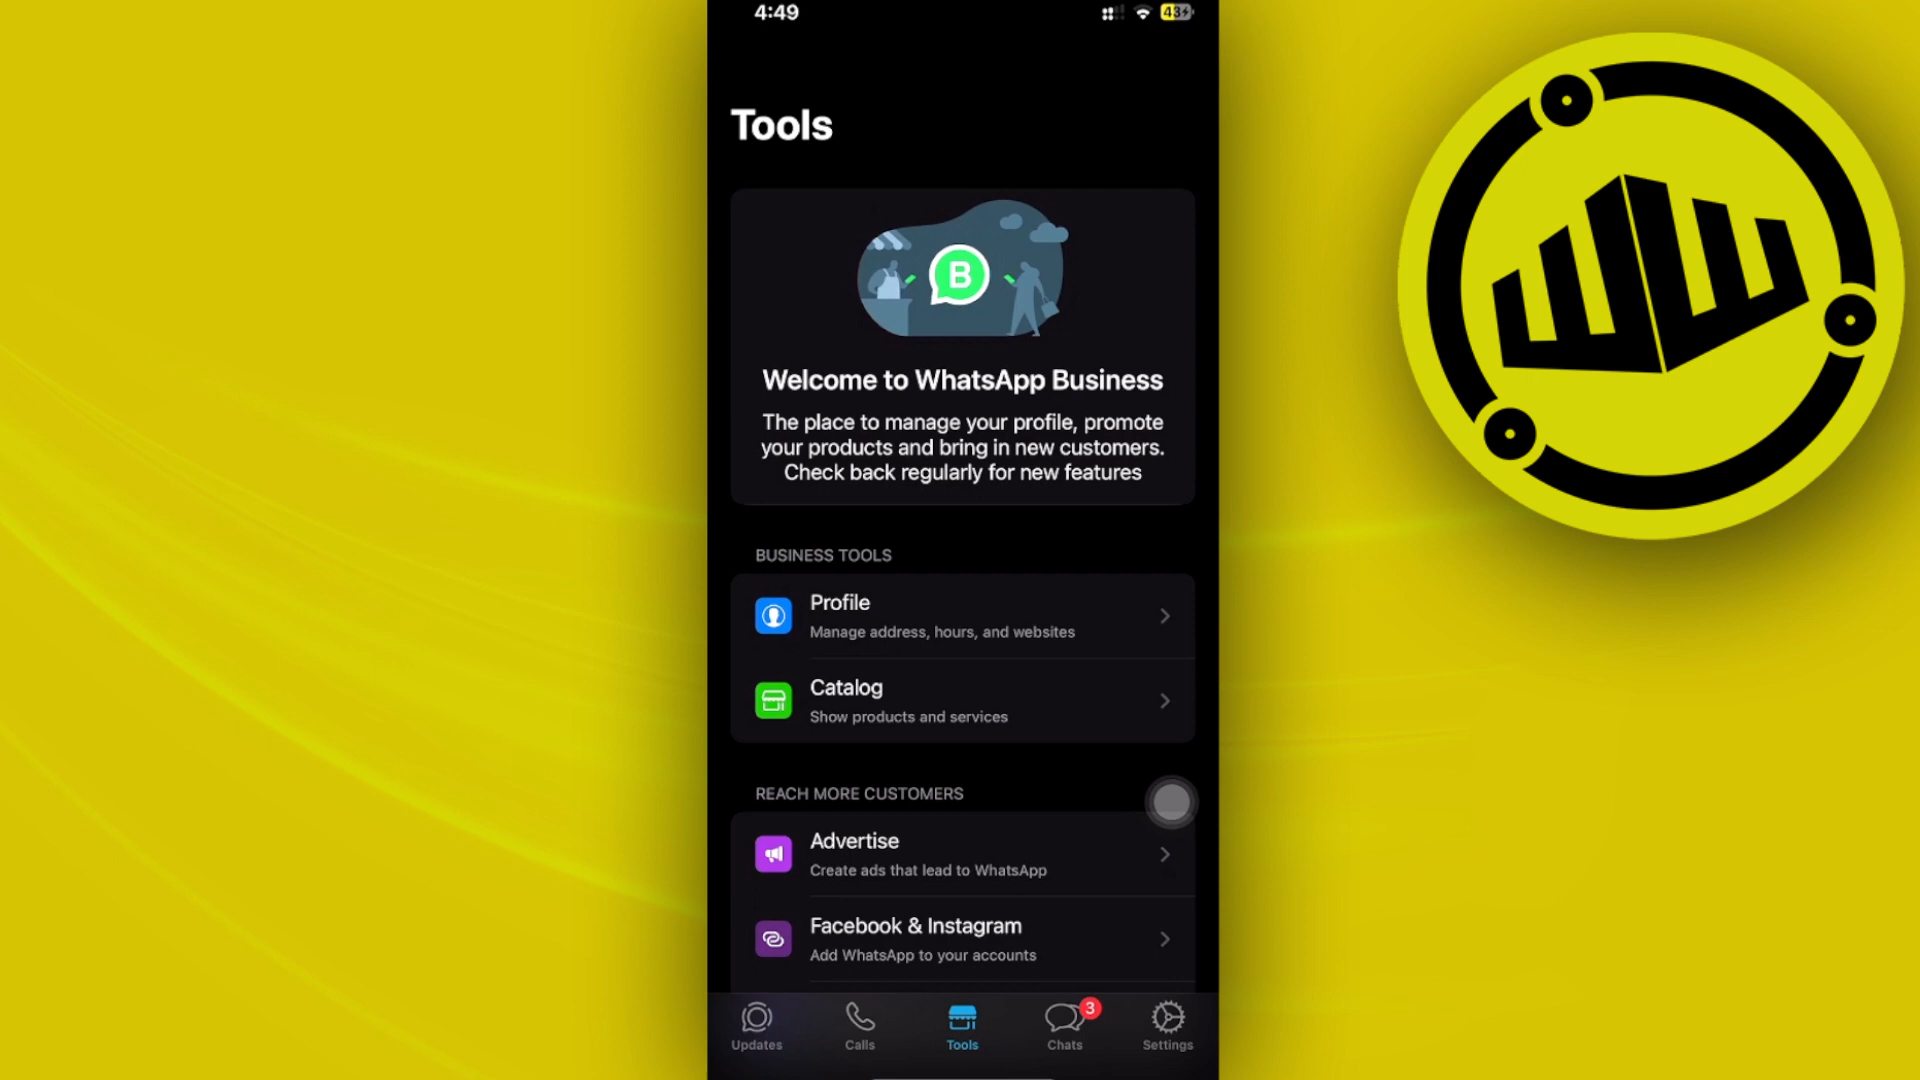 4:49
43
Tools
B
Welcome to WhatsApp Business
The place to manage your profile, promote
your products and bring in new customers.
Check back regularly for new features
BUSINESS TOOLS
Profile
Manage address, hours, and websites
Catalog
Show products and services
REACH MORE CUSTOMERS
Advertise
Create ads that lead to WhatsApp
Facebook & Instagram
Add WhatsApp to your accounts
3
Updates
Calls
Tools
Chats
Settings